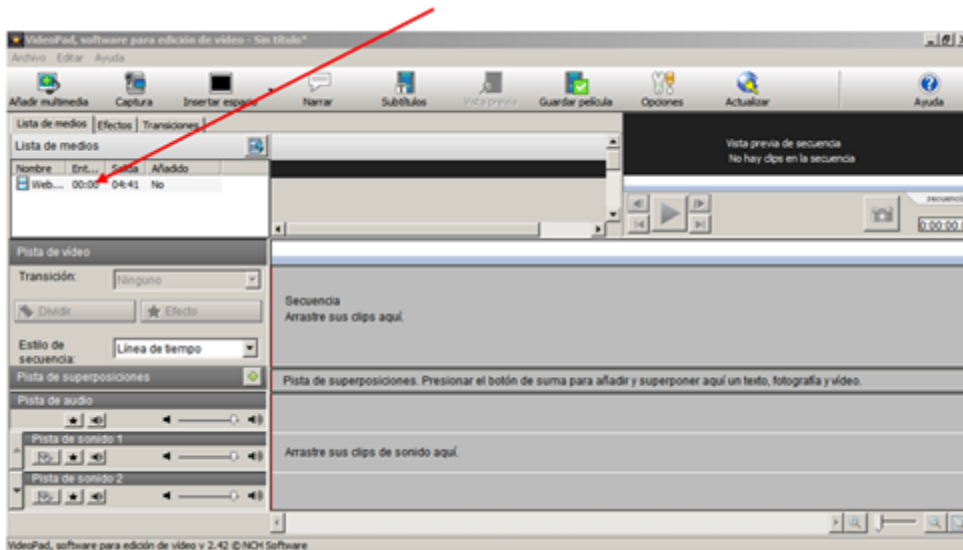 VideoPad, software para edición de vídeo - Sin título*
Archivo Editar Ayuda
Añadir multimedia Captura Insertar espacio Narrar Subtítulos Vista previa Guardar película Opciones Actualizar Ayuda
Lista de medios Efectos Transiciones
Lista de medios
Vista previa de secuencia
No hay clips en la secuencia
Nombre Ent... Salida Añadido
Web.... 00:00 04:41 No
0:00:00.
Pista de vídeo
Transición: Ninguno
Dividir Efecto
Secuencia
Arrastre sus clips aquí.
Estilo de secuencia: Línea de tiempo
Pista de superposiciones
Pista de superposiciones. Presionar el botón de suma para añadir y superponer aquí un texto, fotografía y vídeo.
Pista de audio
Pista de sonido 1
Arrastre sus clips de sonido aquí.
Pista de sonido 2
VideoPad, software para edición de vídeo v 2.42 © NCH Software